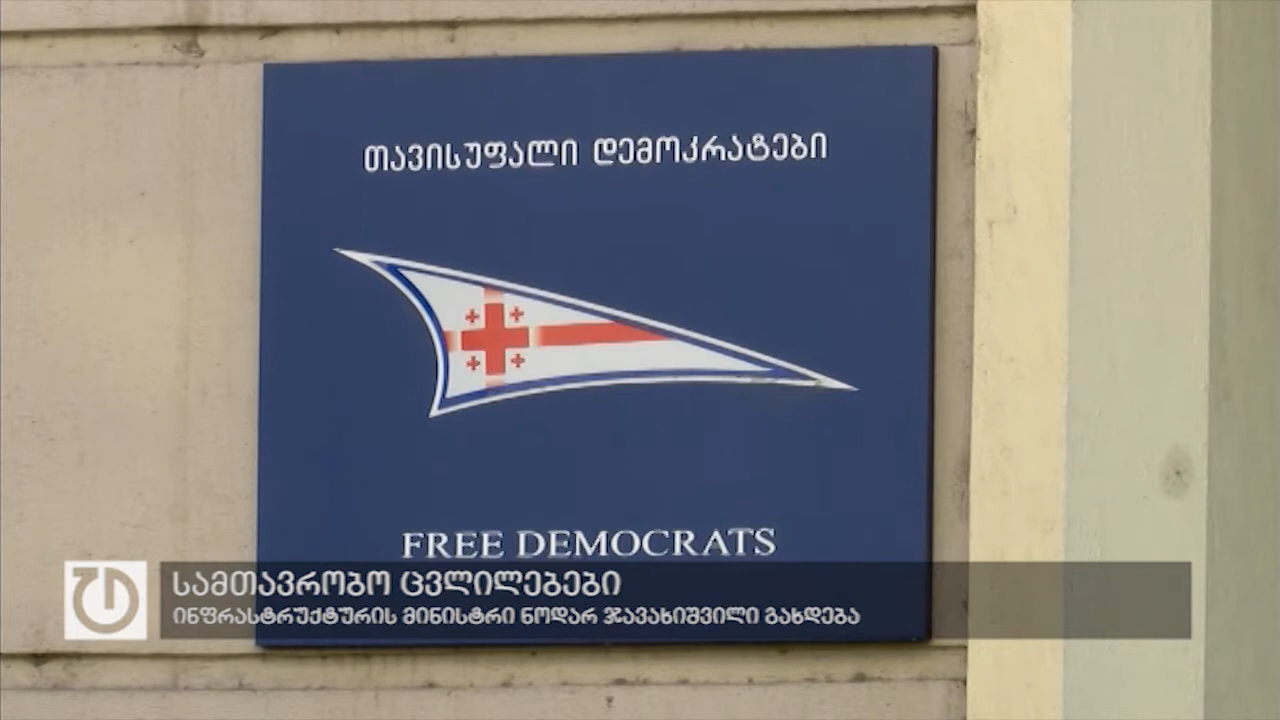 თავისუფალი დემოკრატები
FREE DEMOCRATS
სამთავრობო ცვლილებები
ინფრასტრუქტურის მინისტრი ნოდარ ჯავახიშვილი გახდება